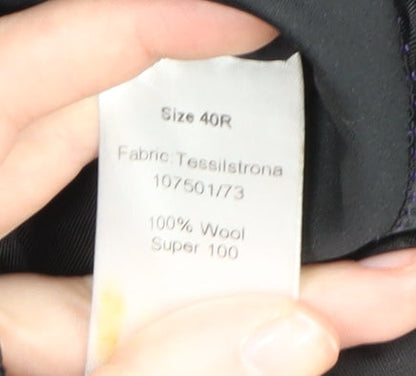 Size 40R
Fabric:Tessilstrona
107501/73
100% Wool
Super 100